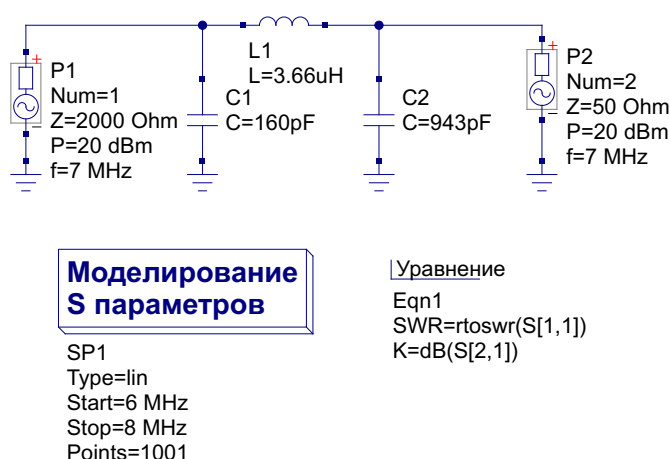 L1
L=3.66uH
P1
Num=1
Z=2000 Ohm
P=20 dBm
f=7 MHz
C1
C=160pF
C2
C=943pF
P2
Num=2
Z=50 Ohm
P=20 dBm
f=7 MHz
Моделирование
S параметров
SP1
Type=lin
Start=6 MHz
Stop=8 MHz
Points=1001
Уравнение
Eqn1
SWR=rtoswr(S[1,1])
K=dB(S[2,1])